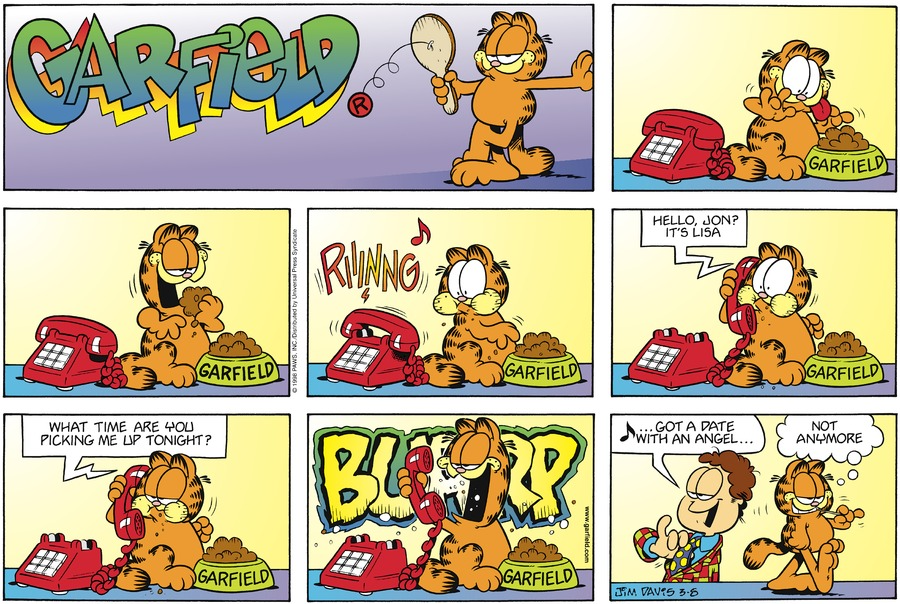 GARFIELD
R
GARFIELD
GARFIELD
© 1998 PAWS, INC./Distributed by Universal Press Syndicate
RIIINNG
GARFIELD
HELLO, JON?
IT'S LISA
GARFIELD
WHAT TIME ARE YOU
PICKING ME UP TONIGHT?
GARFIELD
GARFIELD
www.garfield.com
...GOT A DATE
WITH AN ANGEL...
NOT
ANYMORE
JIM DAVIS 3-8